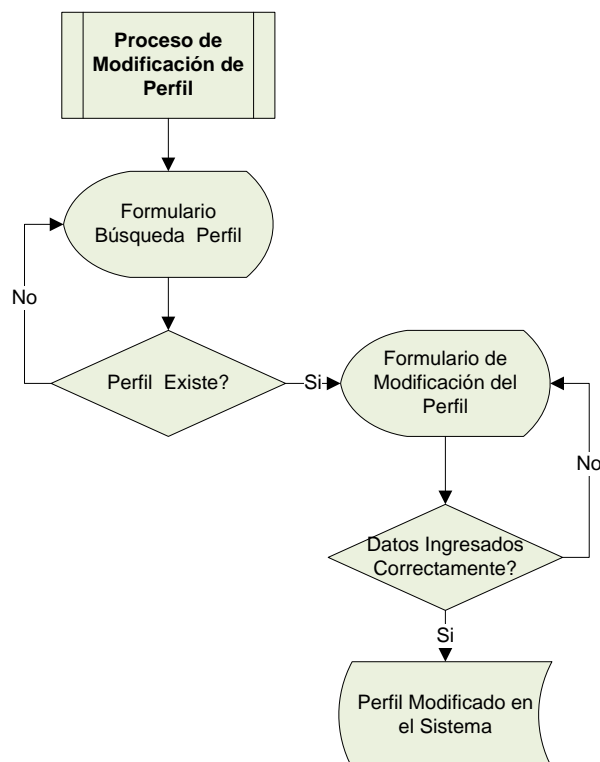 Proceso de
Modificación de
Perfil
Formulario
Búsqueda Perfil
No
Perfil Existe?
Si
Formulario de
Modificación del
Perfil
No
Datos Ingresados
Correctamente?
Si
Perfil Modificado en
el Sistema